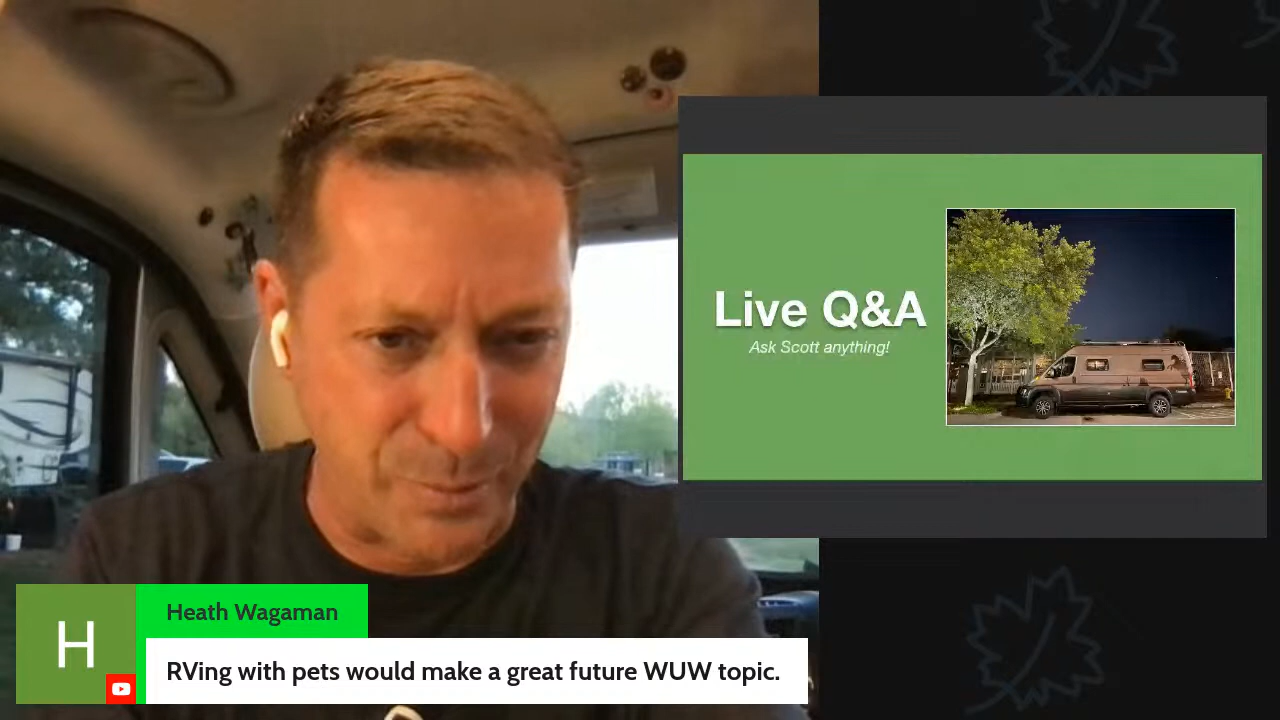 Live Q&A
Ask Scott anything!
H
Heath Wagaman
RVing with pets would make a great future WUW topic.